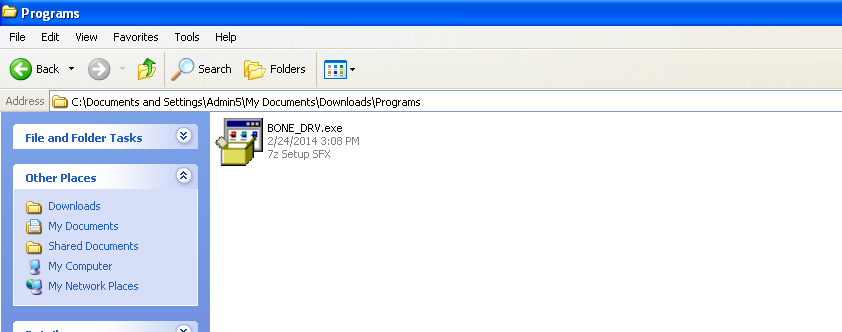 Programs
File Edit View Favorites Tools Help
Back Search Folders
Address C:\Documents and Settings\Admin5\My Documents\Downloads\Programs
File and Folder Tasks
Other Places
Downloads
My Documents
Shared Documents
My Computer
My Network Places
BONE_DRV.exe
2/24/2014 3:08 PM
7z Setup SFX